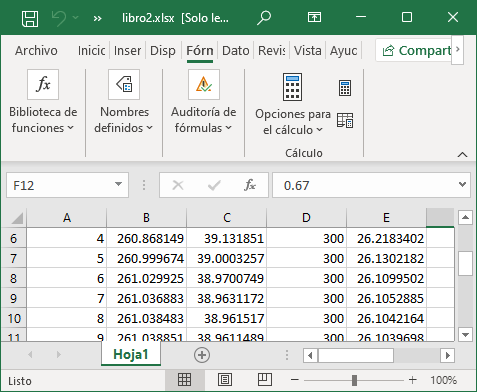 libro2.xlsx [Solo le...
Archivo Inicic Inser Disp Fórn Dato Revis Vista Ayuc Compart
fx
Biblioteca de funciones
Nombres definidos
Auditoría de fórmulas
Opciones para el cálculo
Cálculo
F12 fx 0.67
A B C D E
6 4 260.868149 39.131851 300 26.2183402
7 5 260.999674 39.0003257 300 26.1302182
8 6 261.029925 38.9700749 300 26.1099502
9 7 261.036883 38.9631172 300 26.1052885
10 8 261.038483 38.961517 300 26.1042164
11 9 261.038851 38.9611489 300 26.1039698
Hoja1
Listo 100%